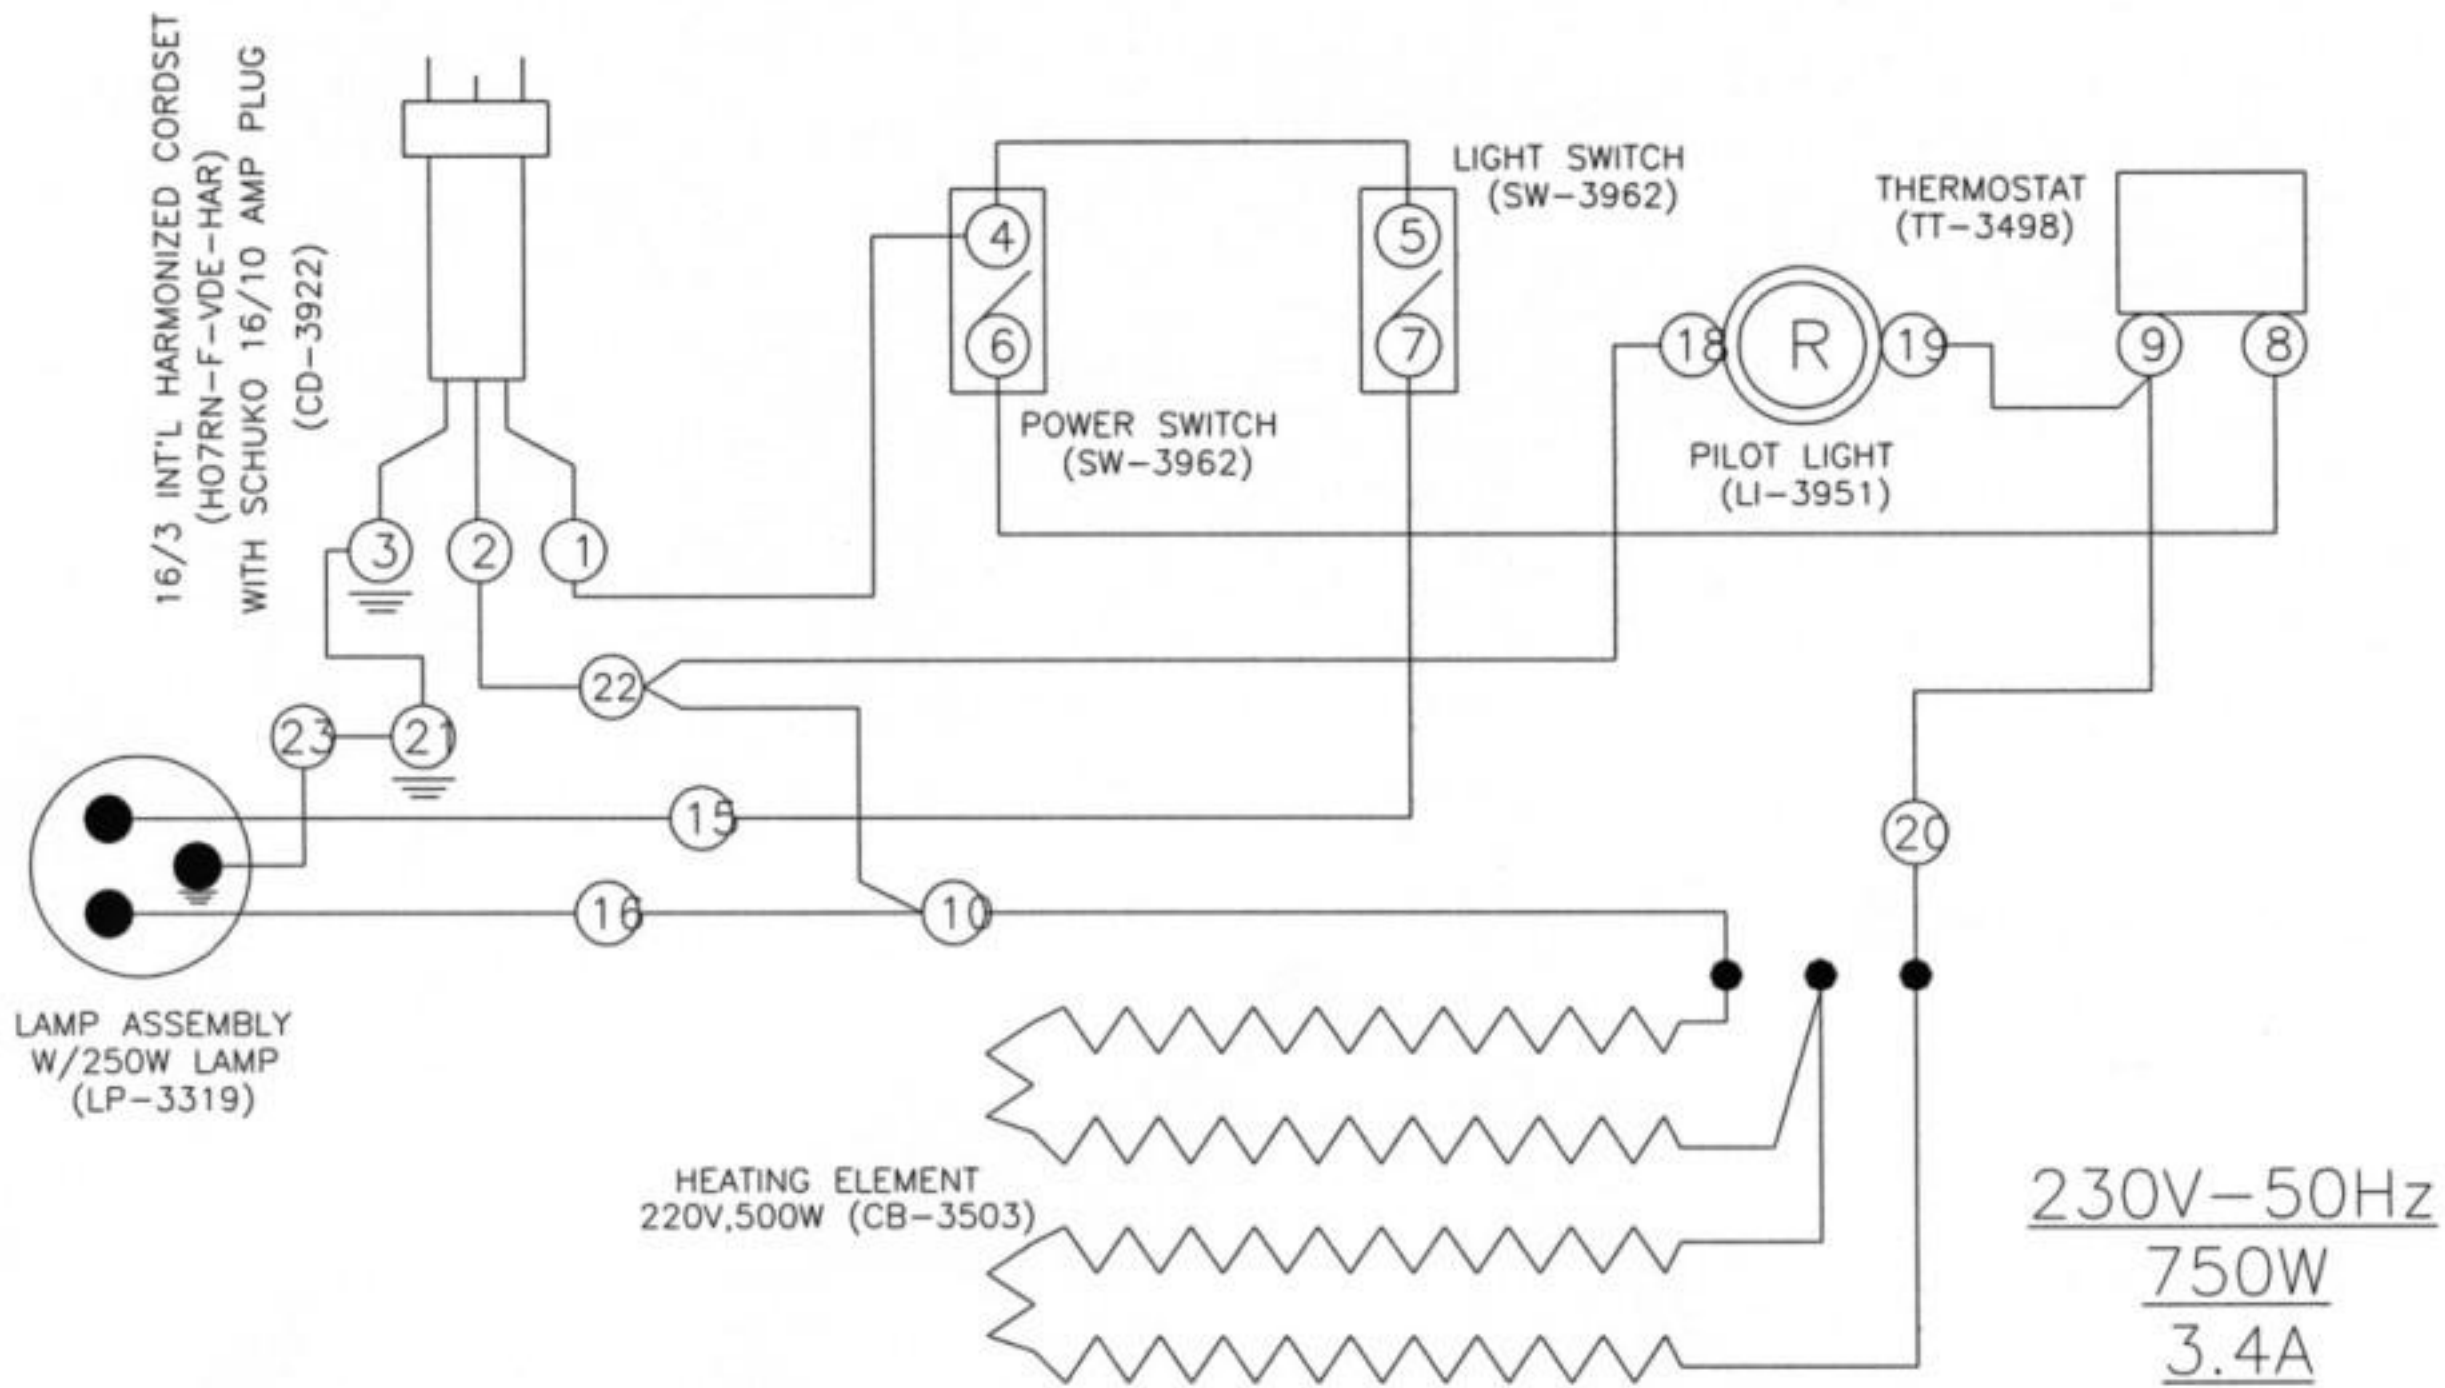 16/3 INT'L HARMONIZED CORDSET
(HO7RN-F-VDE-HAR)
WITH SCHUKO 16/10 AMP PLUG
(CD-3922)
LIGHT SWITCH
(SW-3962)
THERMOSTAT
(TT-3498)
4
5
6
7
18
R
19
9
8
POWER SWITCH
(SW-3962)
PILOT LIGHT
(LI-3951)
3
2
1
22
23
21
15
20
16
10
LAMP ASSEMBLY
W/250W LAMP
(LP-3319)
HEATING ELEMENT
220V,500W (CB-3503)
230V-50Hz
750W
3.4A